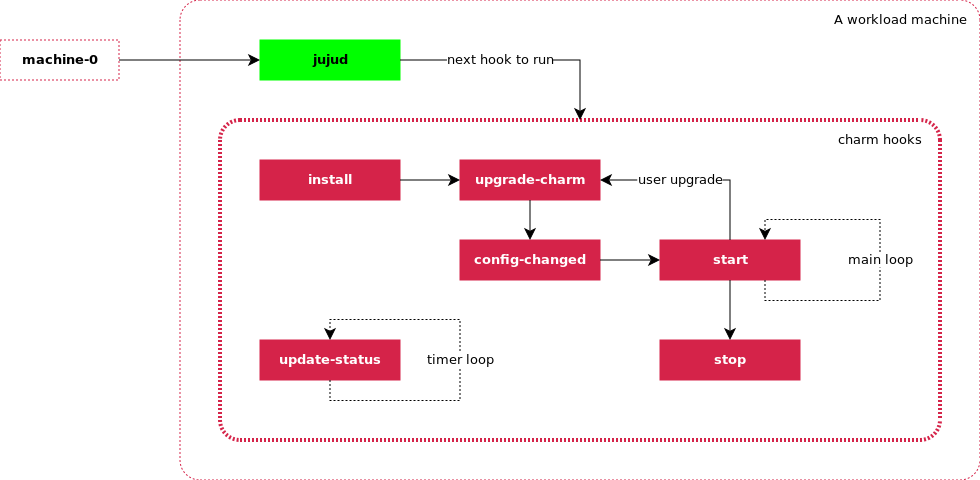 A workload machine
machine-0
jujud
next hook to run
charm hooks
install
upgrade-charm
user upgrade
config-changed
start
main loop
update-status
timer loop
stop